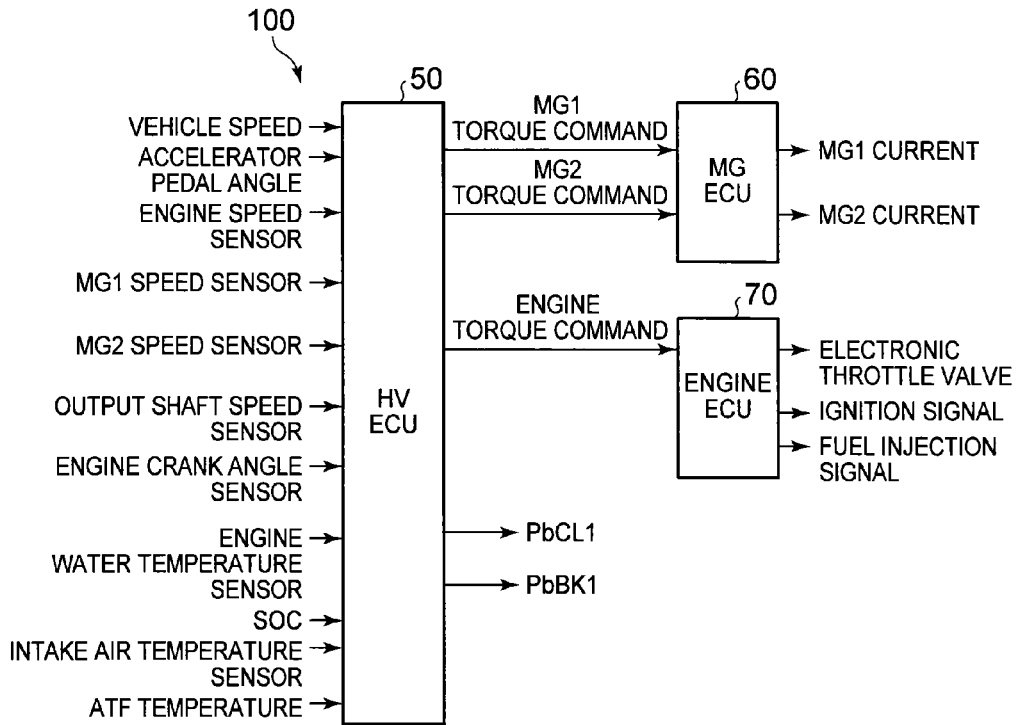 100
50
60
70
VEHICLE SPEED
ACCELERATOR
PEDAL ANGLE
ENGINE SPEED
SENSOR
MG1 SPEED SENSOR
MG2 SPEED SENSOR
OUTPUT SHAFT SPEED
SENSOR
ENGINE CRANK ANGLE
SENSOR
ENGINE
WATER TEMPERATURE
SENSOR
SOC
INTAKE AIR TEMPERATURE
SENSOR
ATF TEMPERATURE
HV
ECU
MG1
TORQUE COMMAND
MG2
TORQUE COMMAND
ENGINE
TORQUE COMMAND
PbCL1
PbBK1
MG
ECU
MG1 CURRENT
MG2 CURRENT
ENGINE
ECU
ELECTRONIC
THROTTLE VALVE
IGNITION SIGNAL
FUEL INJECTION
SIGNAL